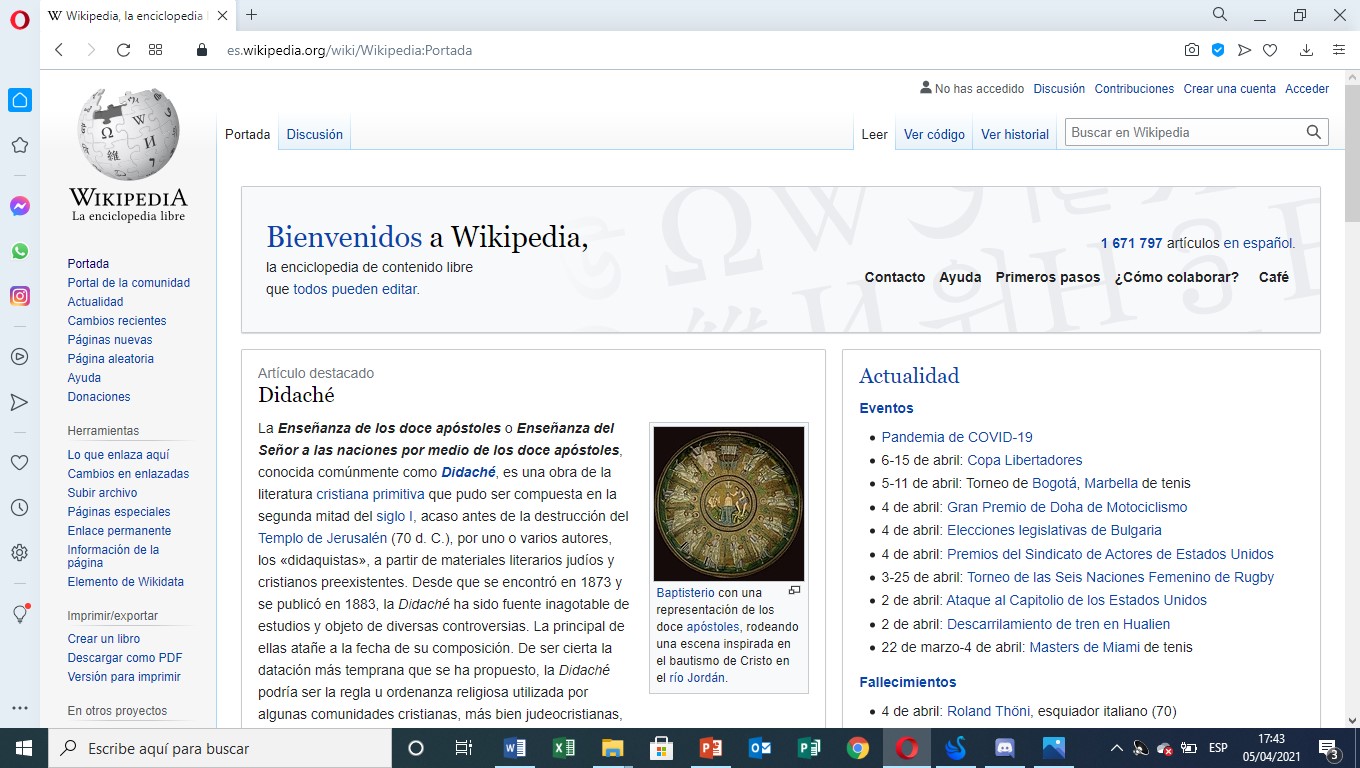 Wikipedia, la enciclopedia
es.wikipedia.org/wiki/Wikipedia:Portada
No has accedido Discusión Contribuciones Crear una cuenta Acceder
WIKIPEDIA
La enciclopedia libre
Portada Discusión Leer Ver código Ver historial Buscar en Wikipedia
Portada
Portal de la comunidad
Actualidad
Cambios recientes
Páginas nuevas
Página aleatoria
Ayuda
Donaciones
Herramientas
Lo que enlaza aquí
Cambios en enlazadas
Subir archivo
Páginas especiales
Enlace permanente
Información de la
página
Elemento de Wikidata
Imprimir/exportar
Crear un libro
Descargar como PDF
Versión para imprimir
En otros proyectos
Bienvenidos a Wikipedia,
la enciclopedia de contenido libre
que todos pueden editar.
1 671 797 artículos en español.
Contacto Ayuda Primeros pasos ¿Cómo colaborar? Café
Artículo destacado
Didaché
La Enseñanza de los doce apóstoles o Enseñanza del
Señor a las naciones por medio de los doce apóstoles,
conocida comúnmente como Didaché, es una obra de la
literatura cristiana primitiva que pudo ser compuesta en la
segunda mitad del siglo I, acaso antes de la destrucción del
Templo de Jerusalén (70 d. C.), por uno o varios autores,
los «didaquistas», a partir de materiales literarios judíos y
cristianos preexistentes. Desde que se encontró en 1873 y
se publicó en 1883, la Didaché ha sido fuente inagotable de
estudios y objeto de diversas controversias. La principal de
ellas atañe a la fecha de su composición. De ser cierta la
datación más temprana que se ha propuesto, la Didaché
podría ser la regla u ordenanza religiosa utilizada por
algunas comunidades cristianas, más bien judeocristianas,
Baptisterio con una
representación de los
doce apóstoles, rodeando
una escena inspirada en
el bautismo de Cristo en
el río Jordán.
Actualidad
Eventos
Pandemia de COVID-19
6-15 de abril: Copa Libertadores
5-11 de abril: Torneo de Bogotá, Marbella de tenis
4 de abril: Gran Premio de Doha de Motociclismo
4 de abril: Elecciones legislativas de Bulgaria
4 de abril: Premios del Sindicato de Actores de Estados Unidos
3-25 de abril: Torneo de las Seis Naciones Femenino de Rugby
2 de abril: Ataque al Capitolio de los Estados Unidos
2 de abril: Descarrilamiento de tren en Hualien
22 de marzo-4 de abril: Masters de Miami de tenis
Fallecimientos
4 de abril: Roland Thöni, esquiador italiano (70)
Escribe aquí para buscar
ESP
17:43
05/04/2021
3